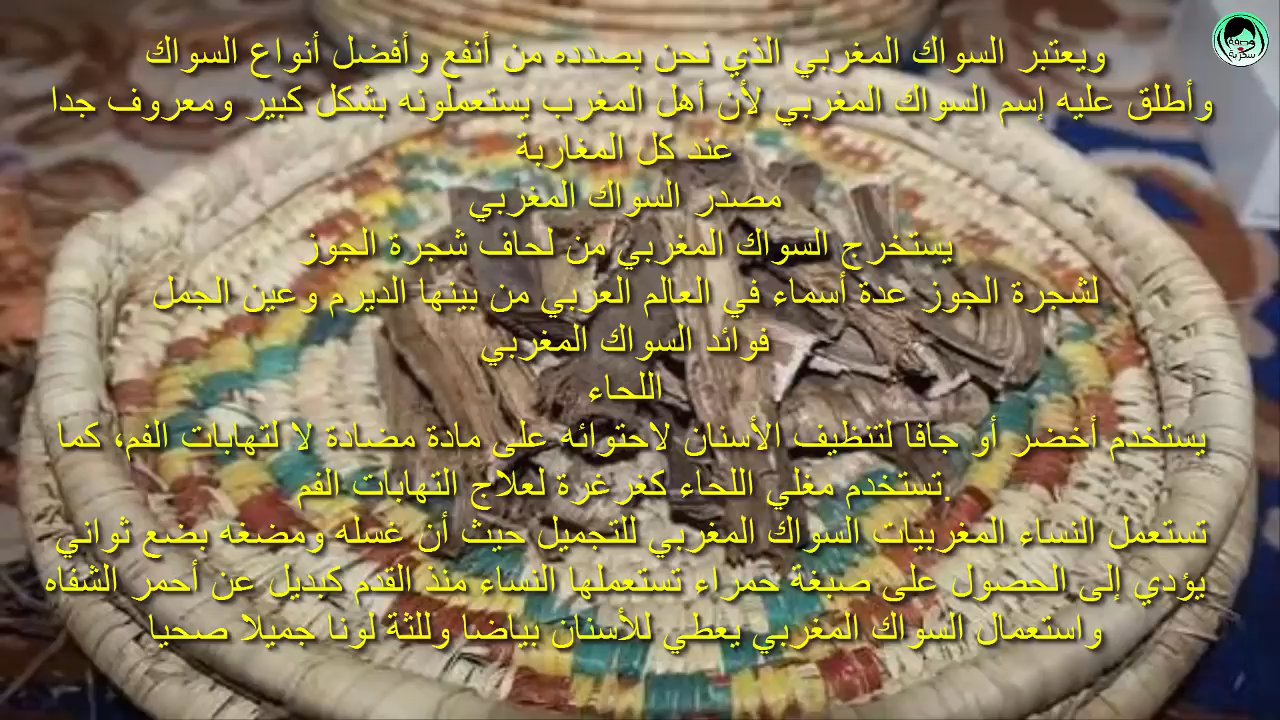 وصفة
سحرية
ويعتبر السواك المغربي الذي نحن بصدده من أنفع وأفضل أنواع السواك
وأطلق عليه إسم السواك المغربي لأن أهل المغرب يستعملونه بشكل كبير ومعروف جدا
عند كل المغاربة
مصدر السواك المغربي
يستخرج السواك المغربي من لحاف شجرة الجوز
لشجرة الجوز عدة أسماء في العالم العربي من بينها الديرم وعين الجمل
فوائد السواك المغربي
اللحاء
يستخدم أخضر أو جافا لتنظيف الأسنان لاحتوائه على مادة مضادة لا لتهابات الفم، كما
تستخدم مغلي اللحاء كغرغرة لعلاج التهابات الفم.
تستعمل النساء المغربيات السواك المغربي للتجميل حيث أن غسله ومضغه بضع ثواني
يؤدي إلى الحصول على صبغة حمراء تستعملها النساء منذ القدم كبديل عن أحمر الشفاه
واستعمال السواك المغربي يعطي للأسنان بياضا وللثة لونا جميلا صحيا